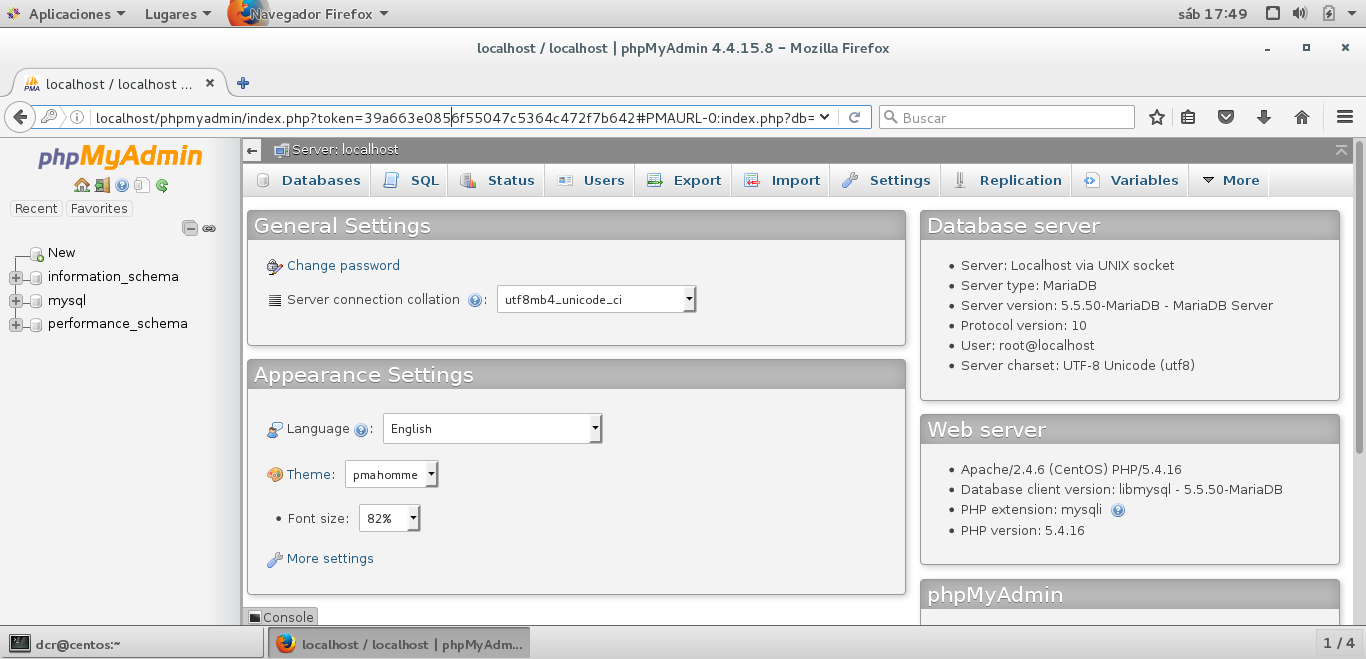 Aplicaciones Lugares Navegador Firefox sáb 17:49
localhost / localhost | phpMyAdmin 4.4.15.8 – Mozilla Firefox
localhost / localhost ...
localhost/phpmyadmin/index.php?token=39a663e0856f55047c5364c472f7b642#PMAURL-0:index.php?db= Buscar
phpMyAdmin
Recent Favorites
New
information_schema
mysql
performance_schema
Server: localhost
Databases SQL Status Users Export Import Settings Replication Variables More
General Settings
Change password
Server connection collation : utf8mb4_unicode_ci
Appearance Settings
Language : English
Theme: pmahomme
• Font size: 82%
More settings
Console
Database server
• Server: Localhost via UNIX socket
• Server type: MariaDB
• Server version: 5.5.50-MariaDB - MariaDB Server
• Protocol version: 10
• User: root@localhost
• Server charset: UTF-8 Unicode (utf8)
Web server
• Apache/2.4.6 (CentOS) PHP/5.4.16
• Database client version: libmysql - 5.5.50-MariaDB
• PHP extension: mysqli
• PHP version: 5.4.16
phpMyAdmin
dcr@centos:~ localhost / localhost | phpMyAdm... 1 / 4